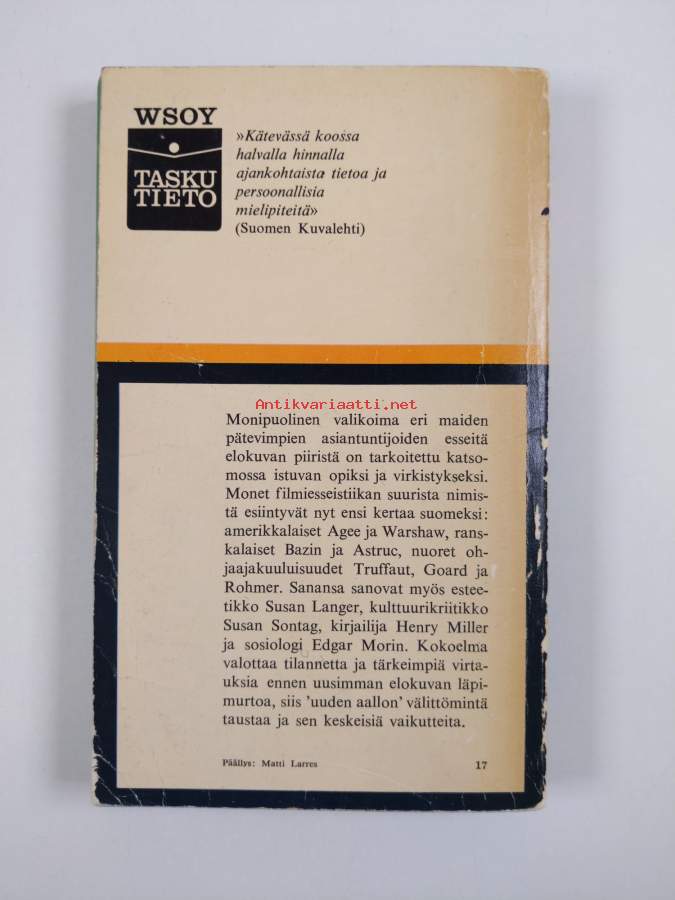 WSOY
TASKU
TIETO
»Kätevässä koossa
halvalla hinnalla
ajankohtaista tietoa ja
persoonallisia
mielipiteitä»
(Suomen Kuvalehti)
Antikvariaatti.net
Monipuolinen valikoima eri maiden
pätevimpien asiantuntijoiden esseitä
elokuvan piiristä on tarkoitettu katso-
mossa istuvan opiksi ja virkistykseksi.
Monet filmiesseistiikan suurista nimis-
tä esiintyvät nyt ensi kertaa suomeksi:
amerikkalaiset Agee ja Warshaw, rans-
kalaiset Bazin ja Astruc, nuoret oh-
jaajakuuluisuudet Truffaut, Goard ja
Rohmer. Sanansa sanovat myös estee-
tikko Susan Langer, kulttuurikriitikko
Susan Sontag, kirjailija Henry Miller
ja sosiologi Edgar Morin. Kokoelma
valottaa tilannetta ja tärkeimpiä virta-
uksia ennen uusimman elokuvan läpi-
murtoa, siis 'uuden aallon' välittömintä
taustaa ja sen keskeisiä vaikutteita.
Päällys: Matti Larres
17